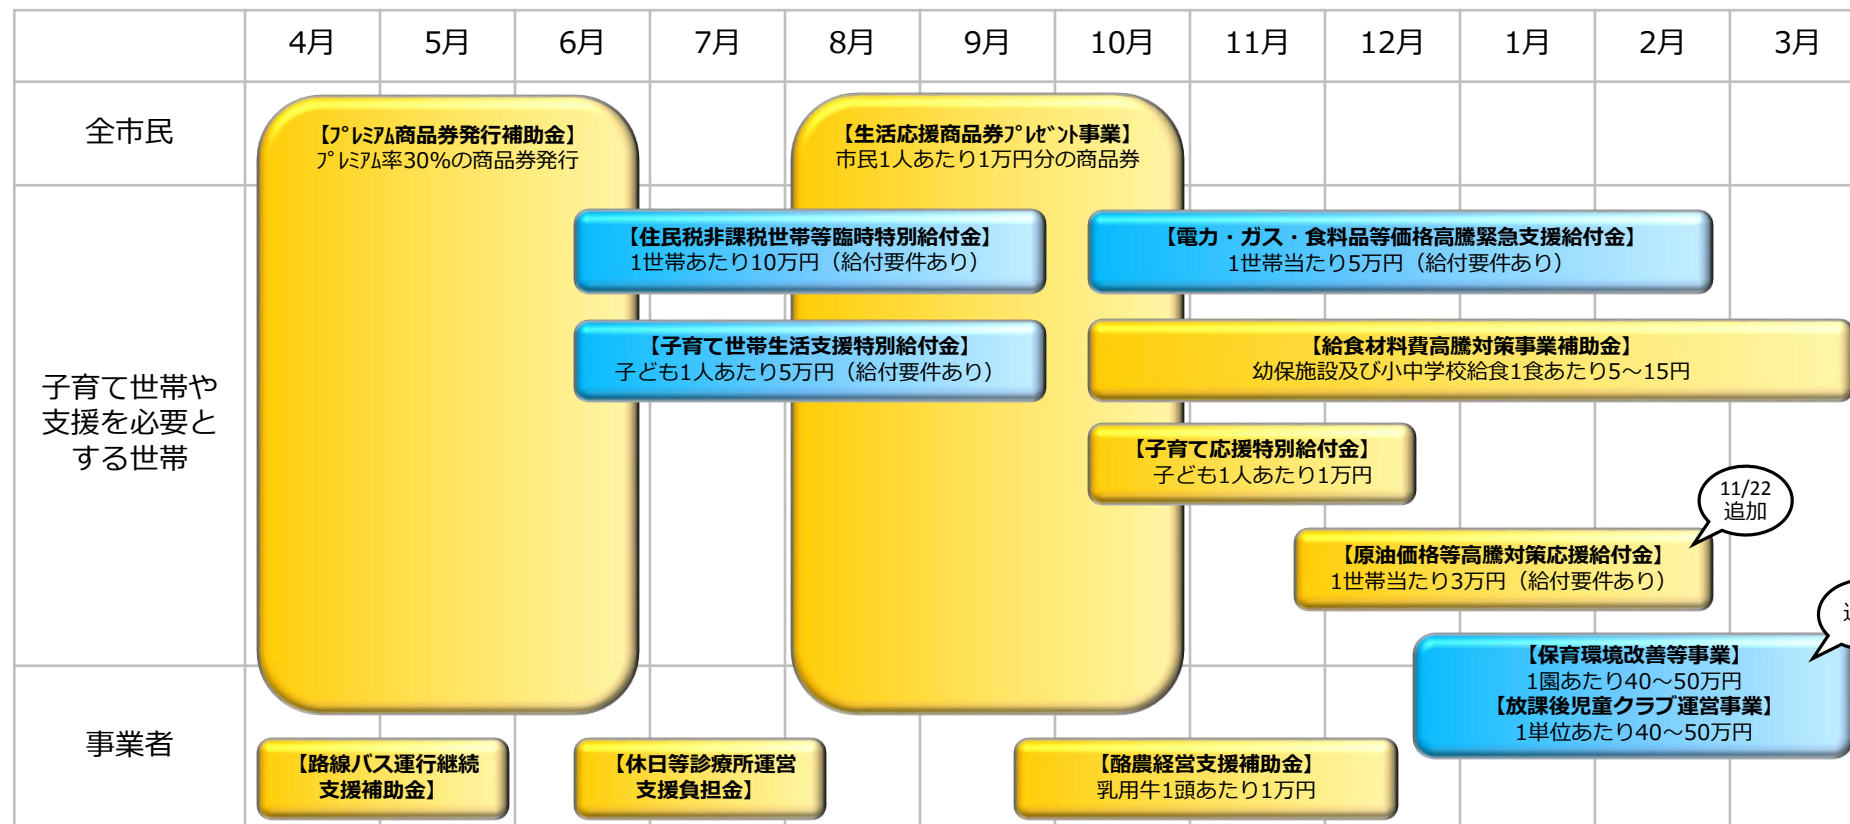 4月 5月 6月 7月 8月 9月 10月 11月 12月 1月 2月 3月
全市民
【ﾌﾟﾚﾐｱﾑ商品券発行補助金】
ﾌﾟﾚﾐｱﾑ率30%の商品券発行
【生活応援商品券ﾌﾟﾚｾﾞﾝﾄ事業】
市民1人あたり1万円分の商品券
子育て世帯や
支援を必要と
する世帯
【住民税非課税世帯等臨時特別給付金】
1世帯あたり10万円（給付要件あり）
【電力・ガス・食料品等価格高騰緊急支援給付金】
1世帯当たり5万円（給付要件あり）
【子育て世帯生活支援特別給付金】
子ども1人あたり5万円（給付要件あり）
【給食材料費高騰対策事業補助金】
幼保施設及び小中学校給食1食あたり5～15円
【子育て応援特別給付金】
子ども1人あたり1万円
11/22
追加
【原油価格等高騰対策応援給付金】
1世帯当たり3万円（給付要件あり）
【保育環境改善等事業】
1園あたり40～50万円
【放課後児童クラブ運営事業】
1単位あたり40～50万円
事業者
【路線バス運行継続
支援補助金】
【休日等診療所運営
支援負担金】
【酪農経営支援補助金】
乳用牛1頭あたり1万円